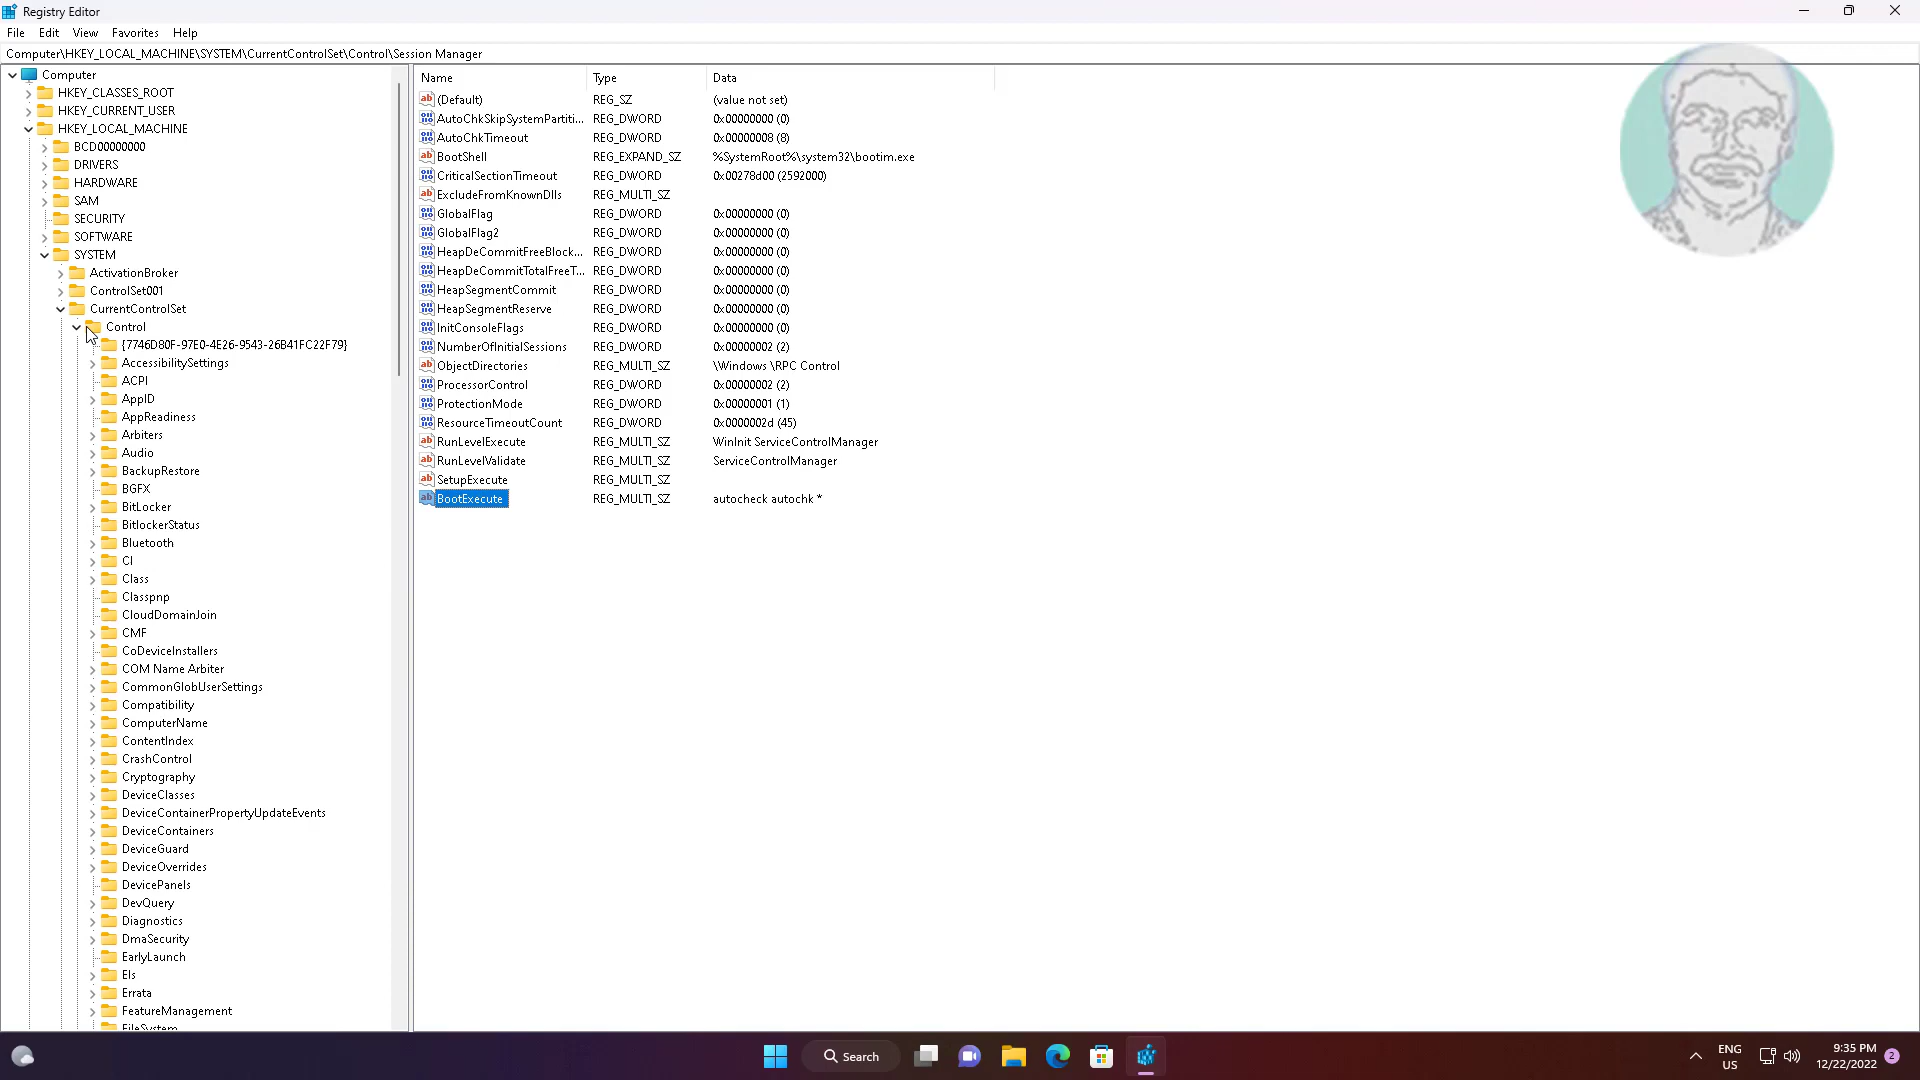 Registry Editor
File Edit View Favorites Help
Computer\HKEY_LOCAL_MACHINE\SYSTEM\CurrentControlSet\Control\Session Manager
Computer
HKEY_CLASSES_ROOT
HKEY_CURRENT_USER
HKEY_LOCAL_MACHINE
BCD00000000
DRIVERS
HARDWARE
SAM
SECURITY
SOFTWARE
SYSTEM
ActivationBroker
ControlSet001
CurrentControlSet
Control
{7746D80F-97E0-4E26-9543-26B41FC22F79}
AccessibilitySettings
ACPI
AppID
AppReadiness
Arbiters
Audio
BackupRestore
BGFX
BitLocker
BitlockerStatus
Bluetooth
CI
Class
Classpnp
CloudDomainJoin
CMF
CoDeviceInstallers
COM Name Arbiter
CommonGlobUserSettings
Compatibility
ComputerName
ContentIndex
CrashControl
Cryptography
DeviceClasses
DeviceContainerPropertyUpdateEvents
DeviceContainers
DeviceGuard
DeviceOverrides
DevicePanels
DevQuery
Diagnostics
DmaSecurity
EarlyLaunch
Els
Errata
FeatureManagement
FileSystem
Name Type Data
(Default) REG_SZ (value not set)
AutoChkSkipSystemPartiti... REG_DWORD 0x00000000 (0)
AutoChkTimeout REG_DWORD 0x00000008 (8)
BootShell REG_EXPAND_SZ %SystemRoot%\system32\bootim.exe
CriticalSectionTimeout REG_DWORD 0x00278d00 (2592000)
ExcludeFromKnownDlls REG_MULTI_SZ
GlobalFlag REG_DWORD 0x00000000 (0)
GlobalFlag2 REG_DWORD 0x00000000 (0)
HeapDeCommitFreeBlock... REG_DWORD 0x00000000 (0)
HeapDeCommitTotalFreeT... REG_DWORD 0x00000000 (0)
HeapSegmentCommit REG_DWORD 0x00000000 (0)
HeapSegmentReserve REG_DWORD 0x00000000 (0)
InitConsoleFlags REG_DWORD 0x00000000 (0)
NumberOfInitialSessions REG_DWORD 0x00000002 (2)
ObjectDirectories REG_MULTI_SZ \Windows \RPC Control
ProcessorControl REG_DWORD 0x00000002 (2)
ProtectionMode REG_DWORD 0x00000001 (1)
ResourceTimeoutCount REG_DWORD 0x0000002d (45)
RunLevelExecute REG_MULTI_SZ WinInit ServiceControlManager
RunLevelValidate REG_MULTI_SZ ServiceControlManager
SetupExecute REG_MULTI_SZ
BootExecute REG_MULTI_SZ autocheck autochk *
Search
ENG
US
9:35 PM
12/22/2022
2